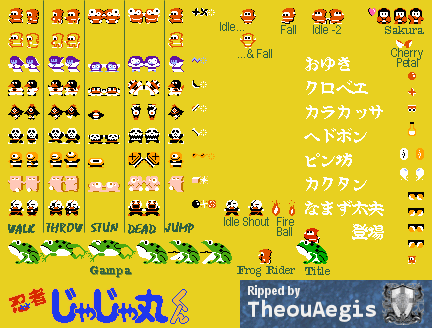 Idle...
Fall
Idle -2
Sakura
...& Fall
Cherry
Petal
おゆき
クロベエ
カラカッサ
ヘドポン
ピン坊
カクタン
なまず太夫
Idle Shout Fire
Ball
登場
WALK THROW STUN DEAD JUMP
Gampa
Frog Rider
Title
忍者じゃじゃ丸くん
Ripped by
TheouAegis